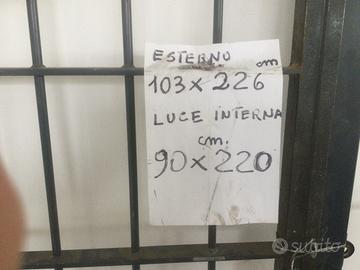 ESTERNO cm
103 x 226
LUCE INTERNA
cm.
90 x 220
subito